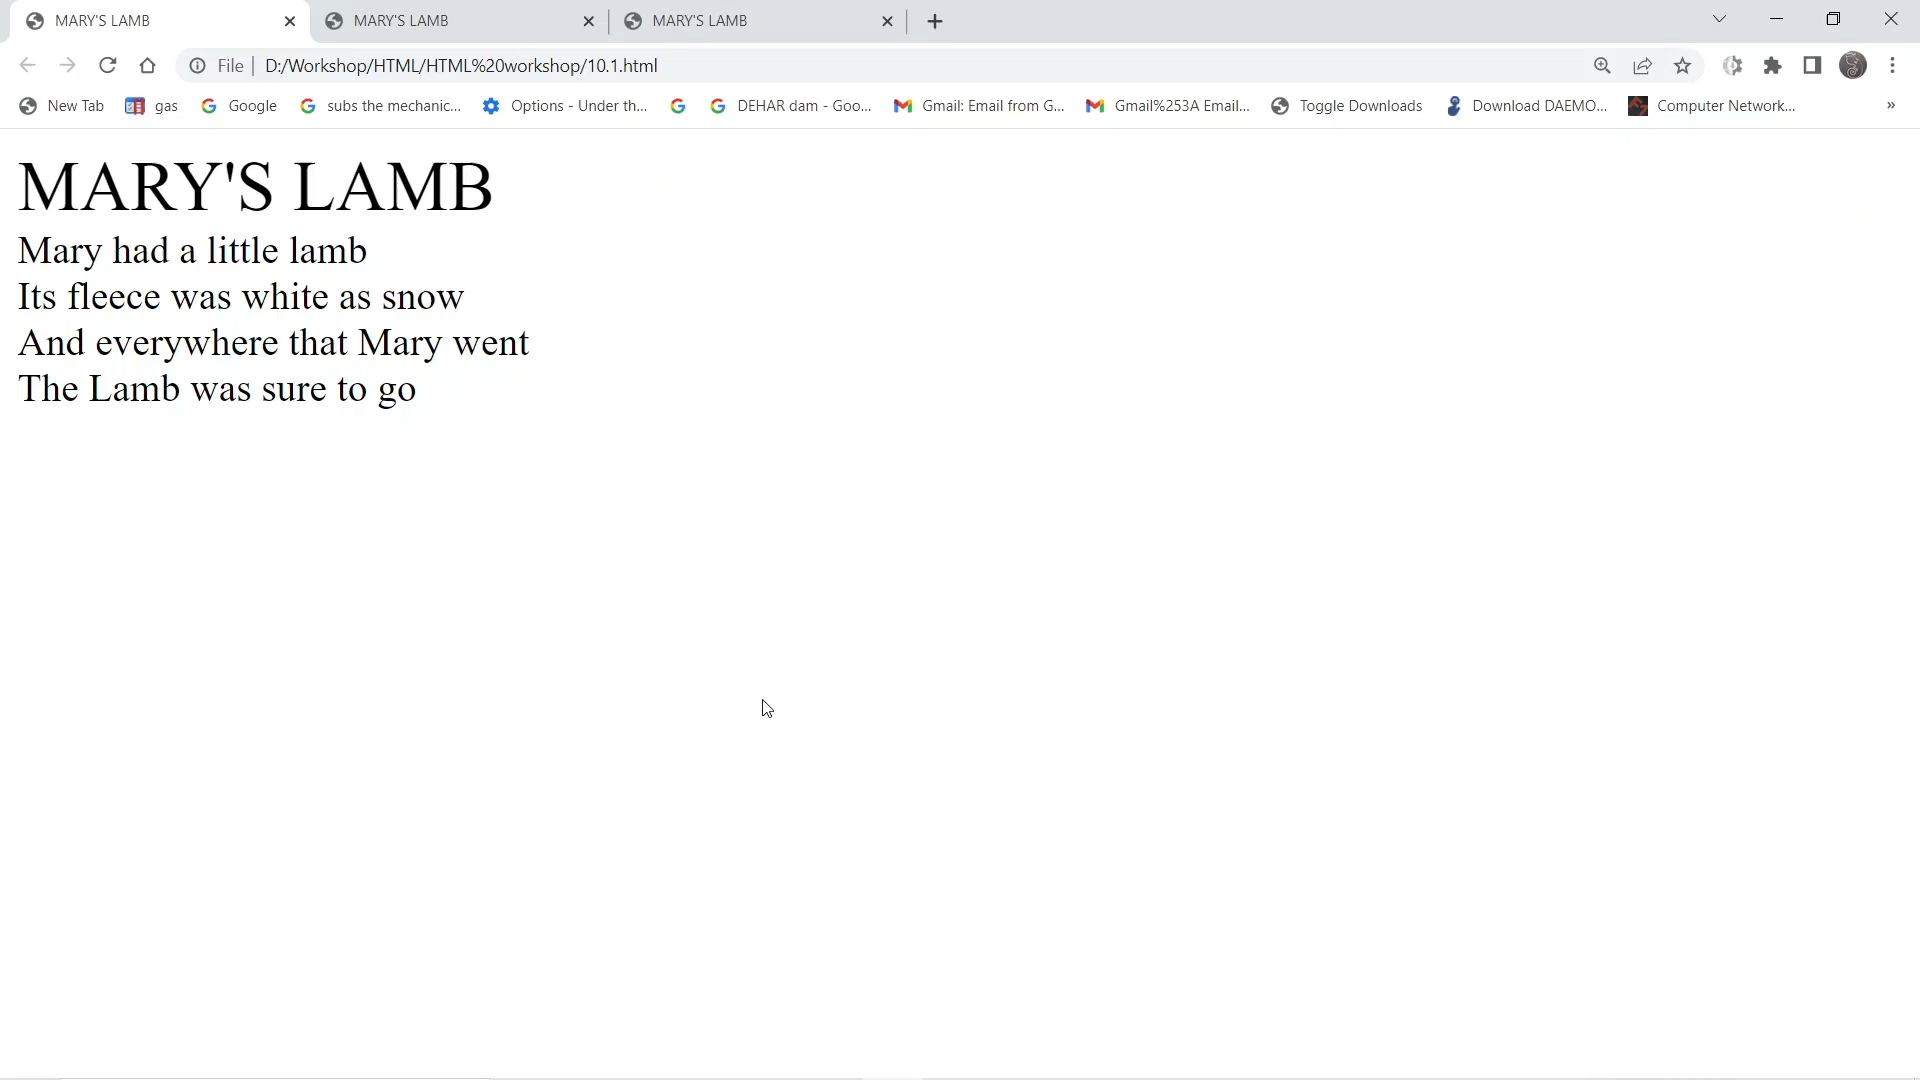 MARY'S LAMB
MARY'S LAMB
MARY'S LAMB
File
D:/Workshop/HTML/HTML%20workshop/10.1.html
New Tab
gas
Google
subs the mechanic...
Options - Under th...
DEHAR dam - Goo...
Gmail: Email from G...
Gmail%253A Email...
Toggle Downloads
Download DAEMO...
Computer Network...
»
MARY'S LAMB
Mary had a little lamb
Its fleece was white as snow
And everywhere that Mary went
The Lamb was sure to go